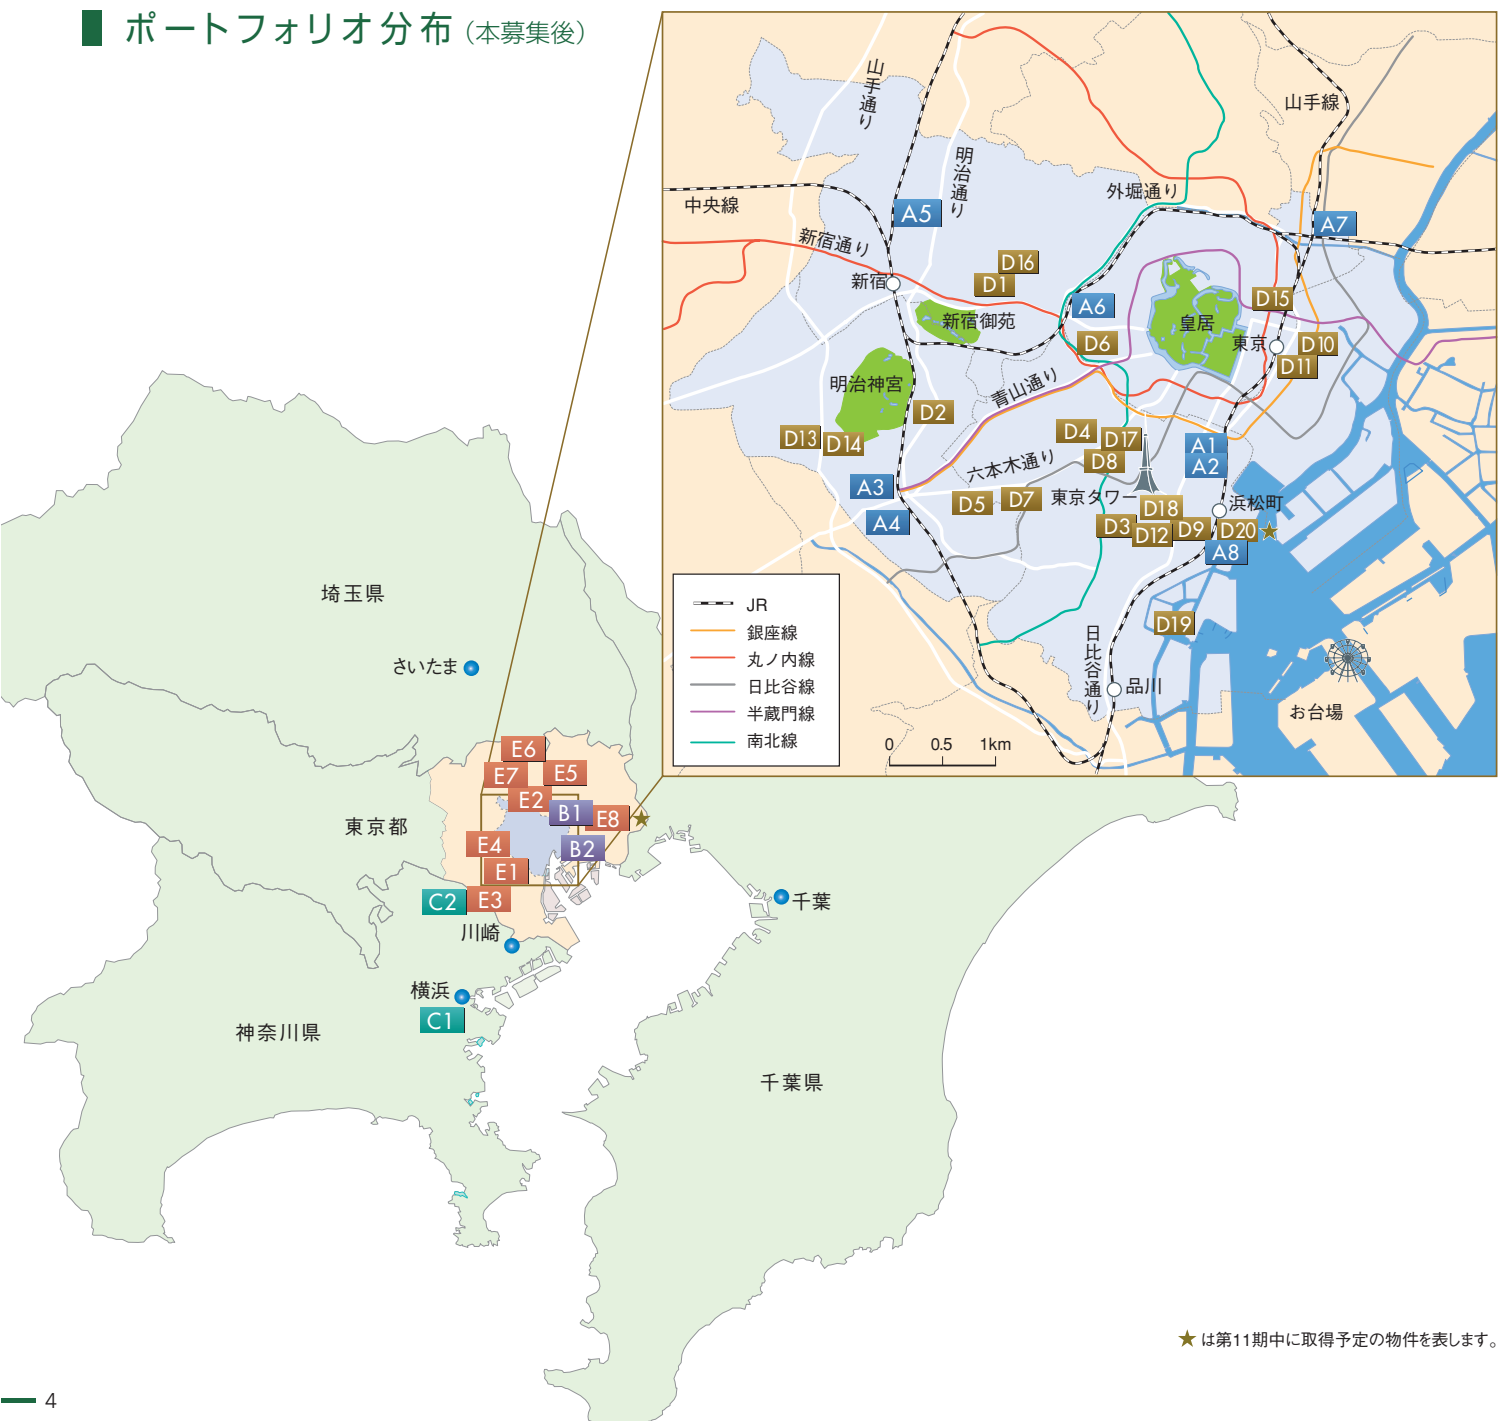 ポートフォリオ分布（本募集後）
山手通り
山手線
明治通り
外堀通り
中央線
A5
A7
新宿通り
D16
新宿
D1
D15
A6
新宿御苑
皇居
D6
東京
D10
D11
明治神宮
青山通り
D2
D13
D14
D4
D17
A1
D8
A2
六本木通り
A3
D5
D7
東京タワー
D18
浜松町
A4
D3
D12
D9
D20
A8
D19
日比谷通り
品川
お台場
JR
銀座線
丸ノ内線
日比谷線
半蔵門線
南北線
0 0.5 1km
埼玉県
さいたま
E6
E7
E5
E2
B1
E8
東京都
E4
B2
E1
C2
E3
千葉
川崎
横浜
C1
神奈川県
千葉県
★は第11期中に取得予定の物件を表します。
4